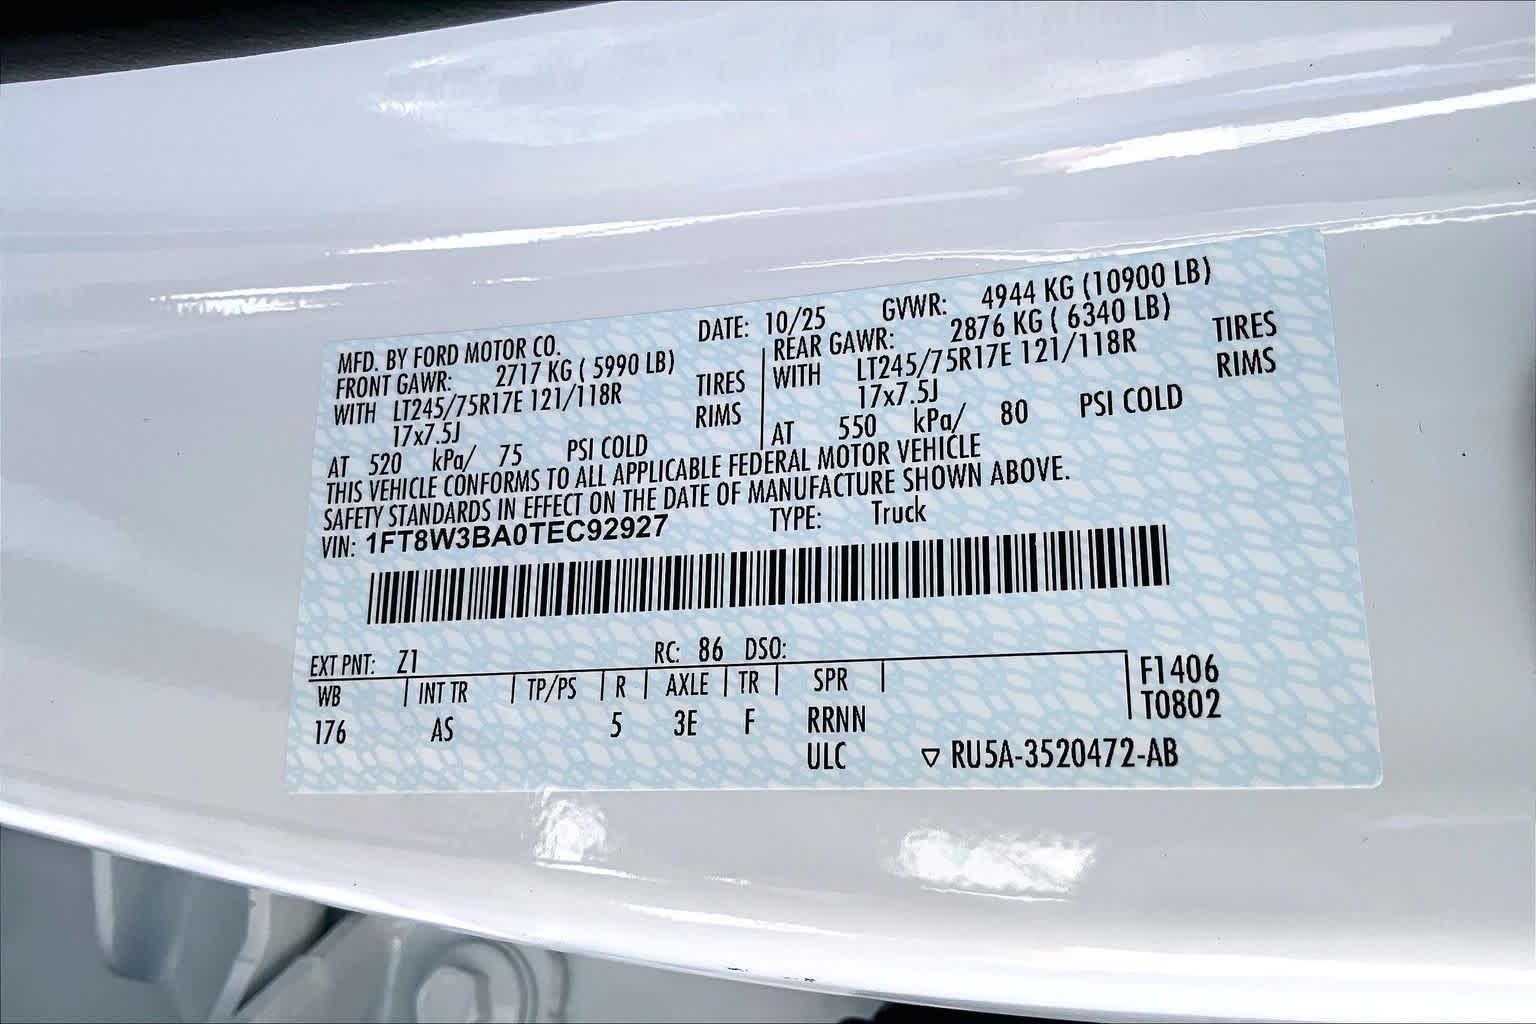 MFD. BY FORD MOTOR CO. DATE: 10/25 GVWR: 4944 KG (10900 LB)
FRONT GAWR: 2717 KG ( 5990 LB) REAR GAWR: 2876 KG ( 6340 LB)
WITH LT245/75R17E 121/118R TIRES WITH LT245/75R17E 121/118R TIRES
17x7.5J RIMS 17x7.5J RIMS
AT 520 kPa/ 75 PSI COLD AT 550 kPa/ 80 PSI COLD
THIS VEHICLE CONFORMS TO ALL APPLICABLE FEDERAL MOTOR VEHICLE
SAFETY STANDARDS IN EFFECT ON THE DATE OF MANUFACTURE SHOWN ABOVE.
VIN: 1FT8W3BA0TEC92927 TYPE: Truck
EXT PNT: Z1 RC: 86 DSO:
WB INT TR TP/PS R AXLE TR SPR F1406
176 AS 5 3E F RRNN T0802
ULC ▽ RU5A-3520472-AB